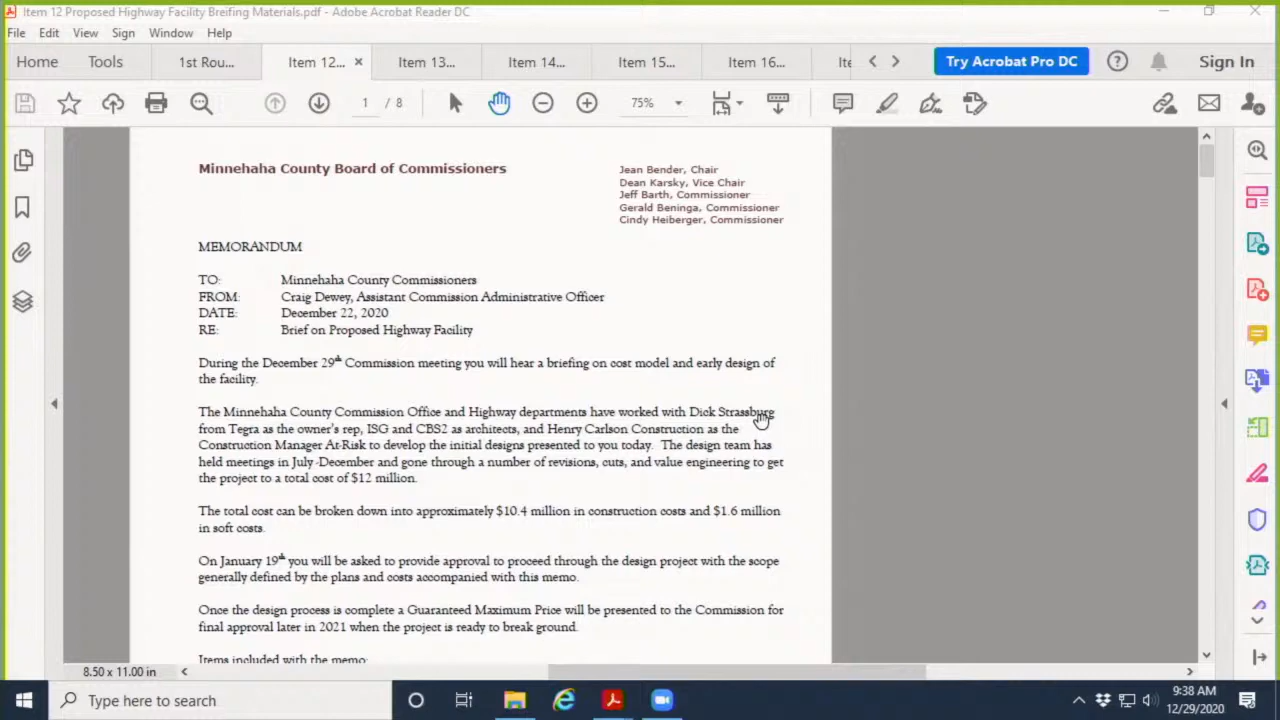 Item 12 Proposed Highway Facility Breifing Materials.pdf - Adobe Acrobat Reader DC
File Edit View Sign Window Help
Home Tools 1st Rou... Item 12... × Item 13... Item 14... Item 15... Item 16... Ite Try Acrobat Pro DC Sign In
1 / 8 75%
Minnehaha County Board of Commissioners
Jean Bender, Chair
Dean Karsky, Vice Chair
Jeff Barth, Commissioner
Gerald Beninga, Commissioner
Cindy Heiberger, Commissioner
MEMORANDUM
TO: Minnehaha County Commissioners
FROM: Craig Dewey, Assistant Commission Administrative Officer
DATE: December 22, 2020
RE: Brief on Proposed Highway Facility
During the December 29th Commission meeting you will hear a briefing on cost model and early design of
the facility.
The Minnehaha County Commission Office and Highway departments have worked with Dick Strassburg
from Tegra as the owner's rep, ISG and CBS2 as architects, and Henry Carlson Construction as the
Construction Manager At-Risk to develop the initial designs presented to you today. The design team has
held meetings in July-December and gone through a number of revisions, cuts, and value engineering to get
the project to a total cost of $12 million.
The total cost can be broken down into approximately $10.4 million in construction costs and $1.6 million
in soft costs.
On January 19th you will be asked to provide approval to proceed through the design project with the scope
generally defined by the plans and costs accompanied with this memo.
Once the design process is complete a Guaranteed Maximum Price will be presented to the Commission for
final approval later in 2021 when the project is ready to break ground.
Items included with the memo:
8.50 x 11.00 in
Type here to search
9:38 AM
12/29/2020